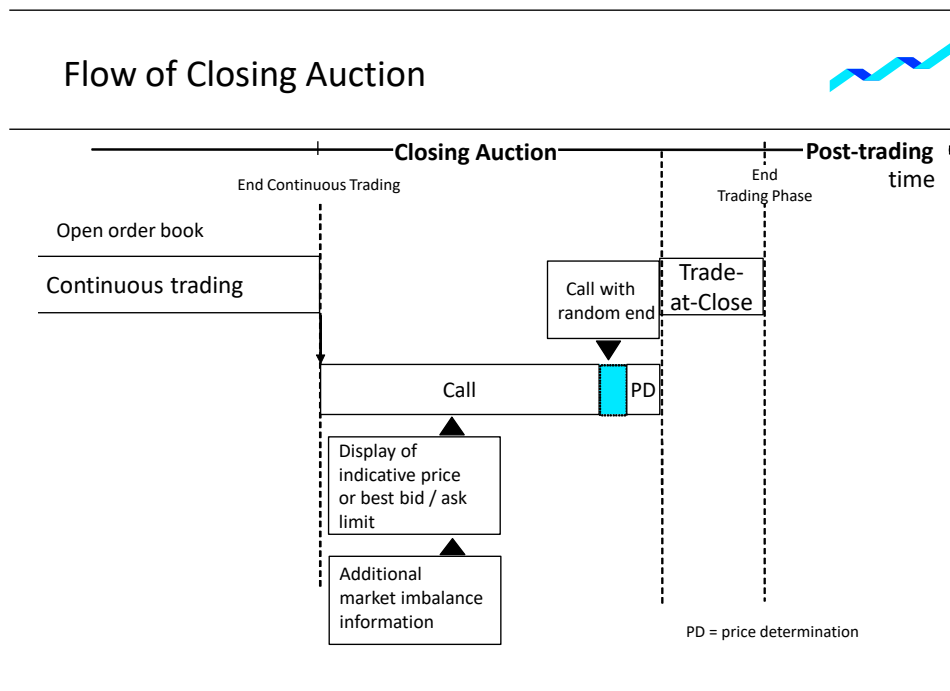 Flow of Closing Auction
Closing Auction
Post-trading
time
End Continuous Trading
End
Trading Phase
Open order book
Continuous trading
Call with
random end
Trade-
at-Close
Call
PD
Display of
indicative price
or best bid / ask
limit
Additional
market imbalance
information
PD = price determination